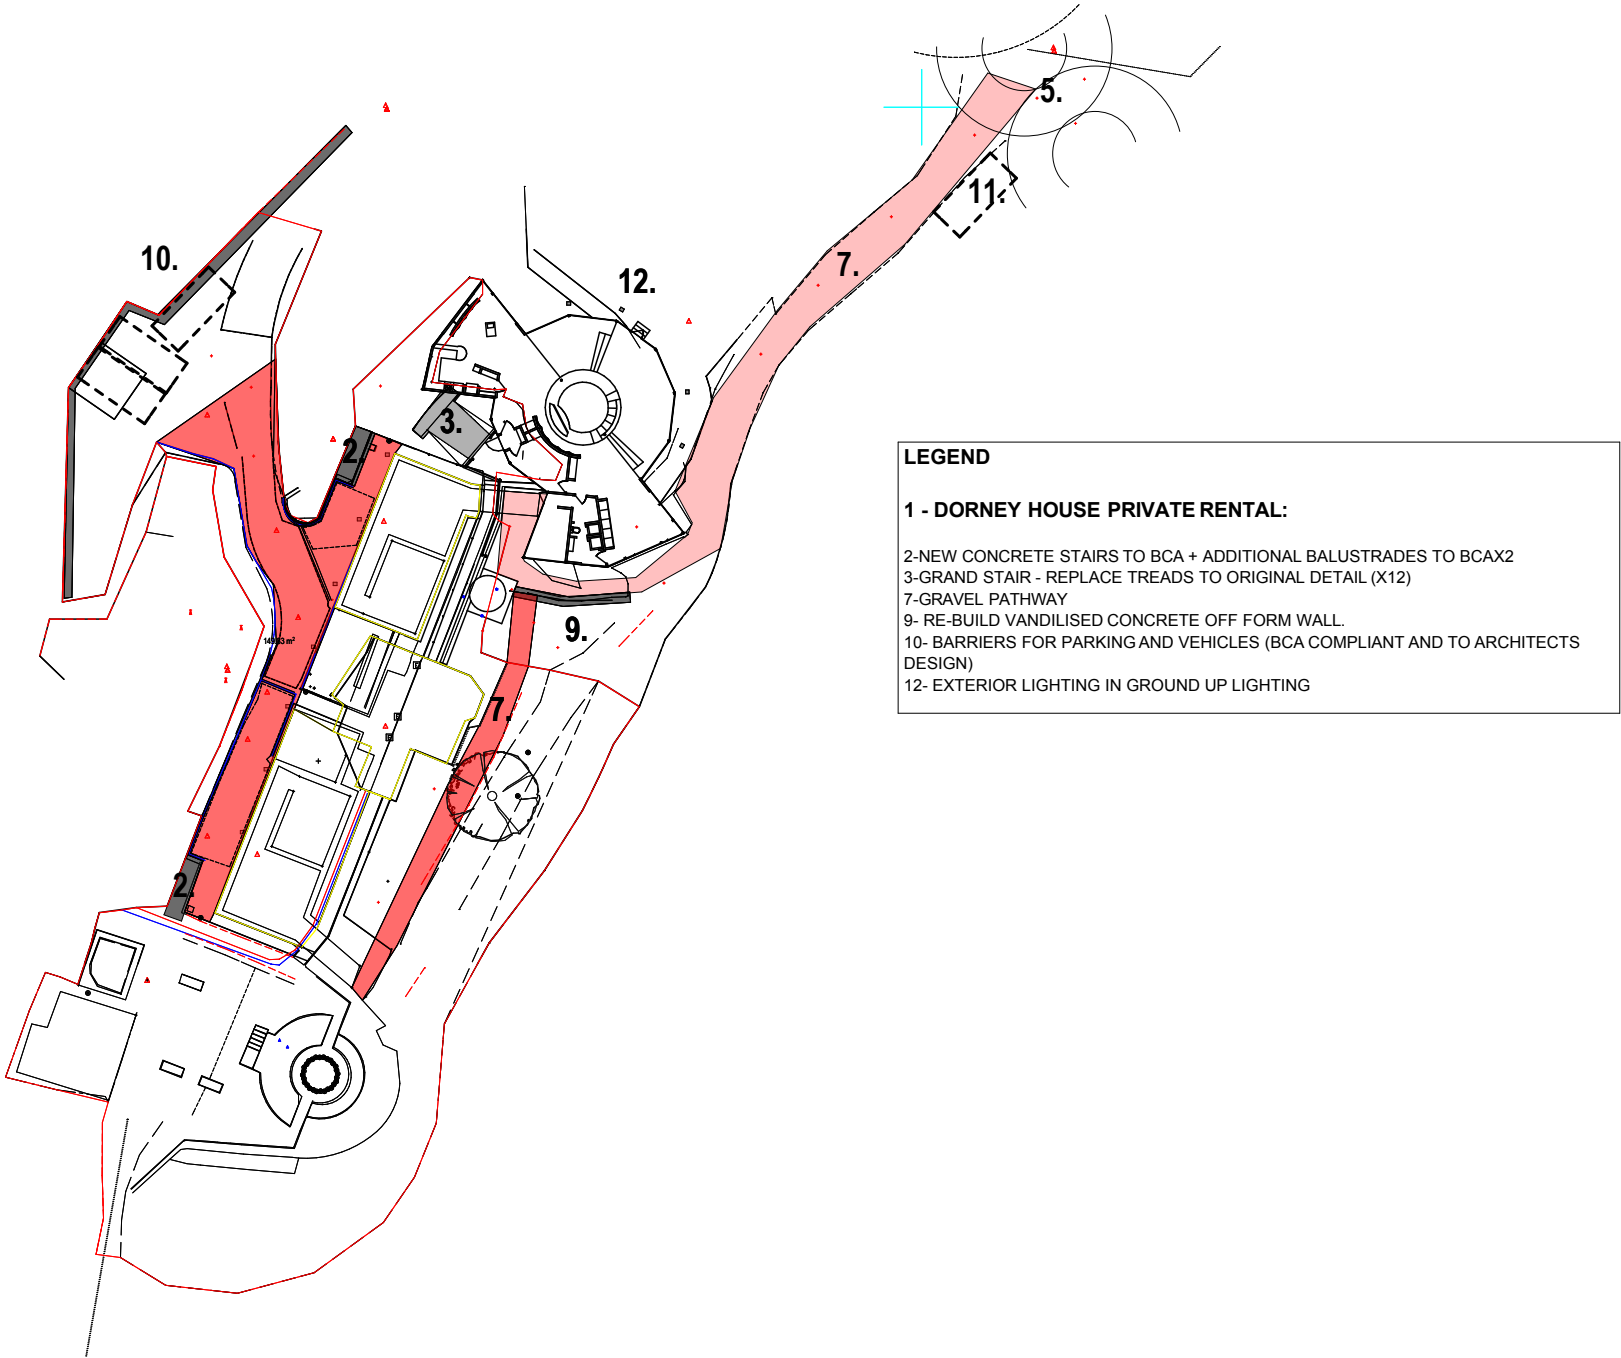 5.
11.
10.
7.
12.
3.
2.
LEGEND
1 - DORNEY HOUSE PRIVATE RENTAL:
2-NEW CONCRETE STAIRS TO BCA + ADDITIONAL BALUSTRADES TO BCAX2
3-GRAND STAIR - REPLACE TREADS TO ORIGINAL DETAIL (X12)
7-GRAVEL PATHWAY
9- RE-BUILD VANDILISED CONCRETE OFF FORM WALL.
10- BARRIERS FOR PARKING AND VEHICLES (BCA COMPLIANT AND TO ARCHITECTS
DESIGN)
12- EXTERIOR LIGHTING IN GROUND UP LIGHTING
9.
7.
2.